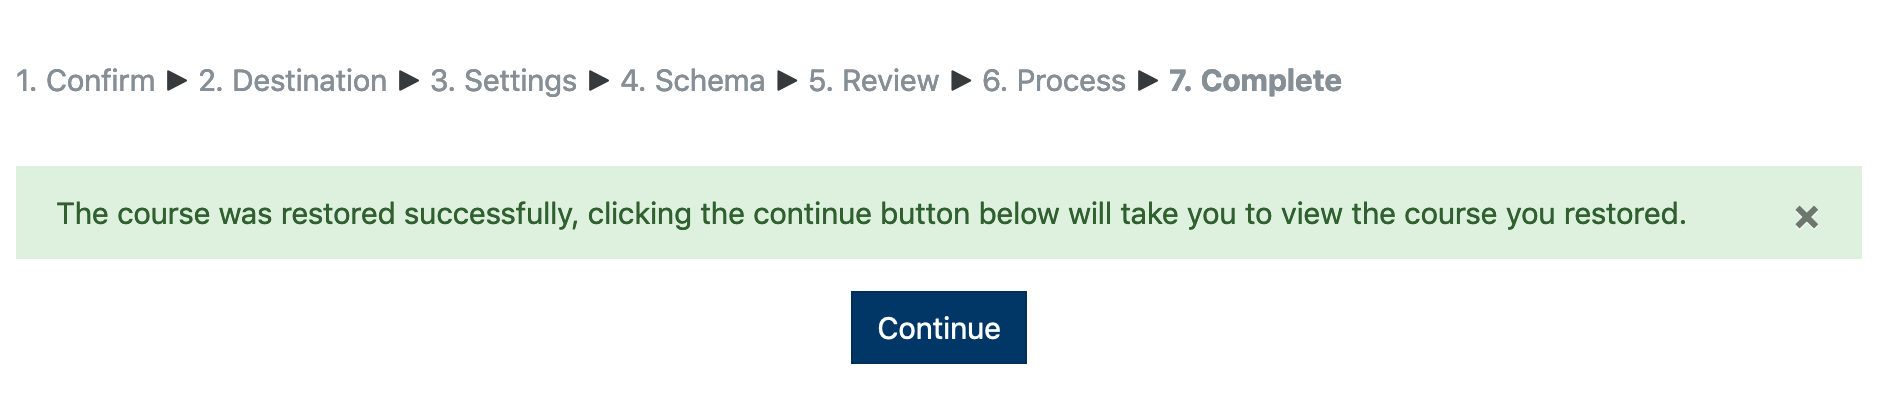 1. Confirm ► 2. Destination ► 3. Settings ► 4. Schema ► 5. Review ► 6. Process ► 7. Complete
The course was restored successfully, clicking the continue button below will take you to view the course you restored. ×
Continue